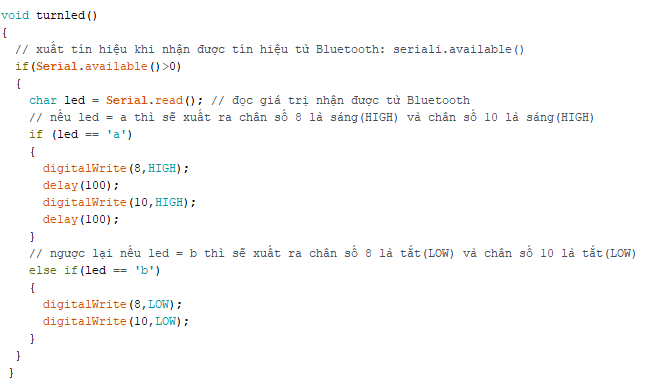 void turnled()
{
// xuất tín hiệu khi nhận được tín hiệu từ Bluetooth: seriali.available()
if(Serial.available()>0)
{
char led = Serial.read(); // đọc giá trị nhận được từ Bluetooth
// nếu led = a thì sẽ xuất ra chân số 8 là sáng(HIGH) và chân số 10 là sáng(HIGH)
if (led == 'a')
{
digitalWrite(8,HIGH);
delay(100);
digitalWrite(10,HIGH);
delay(100);
}
// ngược lại nếu led = b thì sẽ xuất ra chân số 8 là tắt(LOW) và chân số 10 là tắt(LOW)
else if(led == 'b')
{
digitalWrite(8,LOW);
digitalWrite(10,LOW);
}
}
}